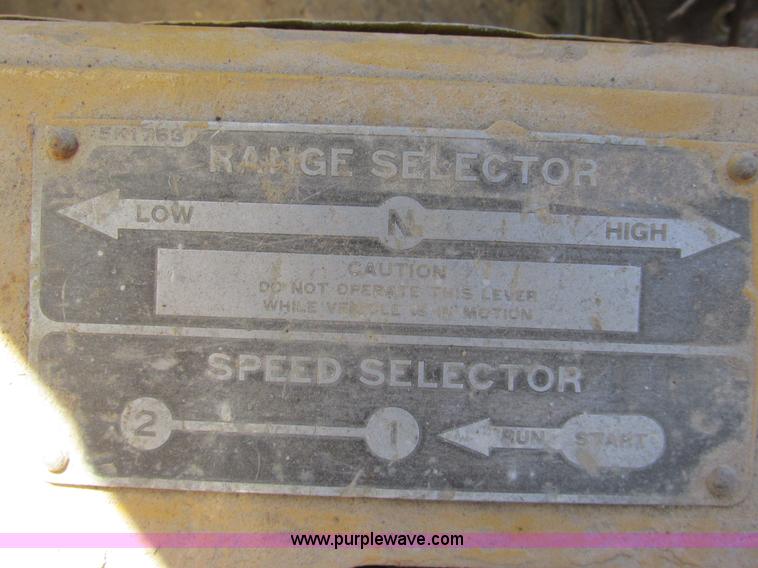 5K1763
RANGE SELECTOR
LOW N HIGH
CAUTION
DO NOT OPERATE THIS LEVER
WHILE VEHICLE IS IN MOTION
SPEED SELECTOR
2 1 RUN START
www.purplewave.com